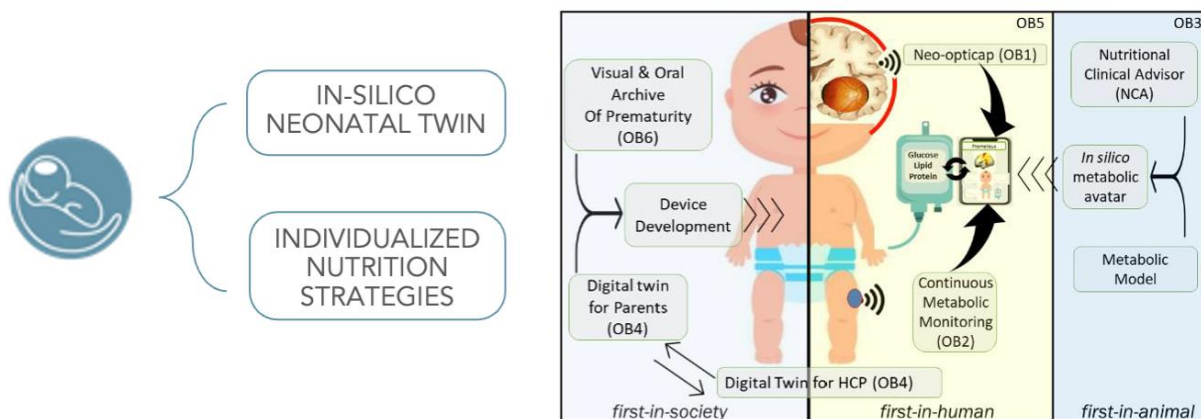 IN-SILICO
NEONATAL TWIN
INDIVIDUALIZED
NUTRITION
STRATEGIES
Visual & Oral
Archive
Of Prematurity
(OB6)
Device
Development
Digital twin
for Parents
(OB4)
Digital Twin for HCP (OB4)
first-in-society
OB5
Neo-opticap (OB1)
Glucose
Lipid
Protein
Prometeus
Continuous
Metabolic
Monitoring
(OB2)
first-in-human
OB3
Nutritional
Clinical Advisor
(NCA)
In silico
metabolic
avatar
Metabolic
Model
first-in-animal